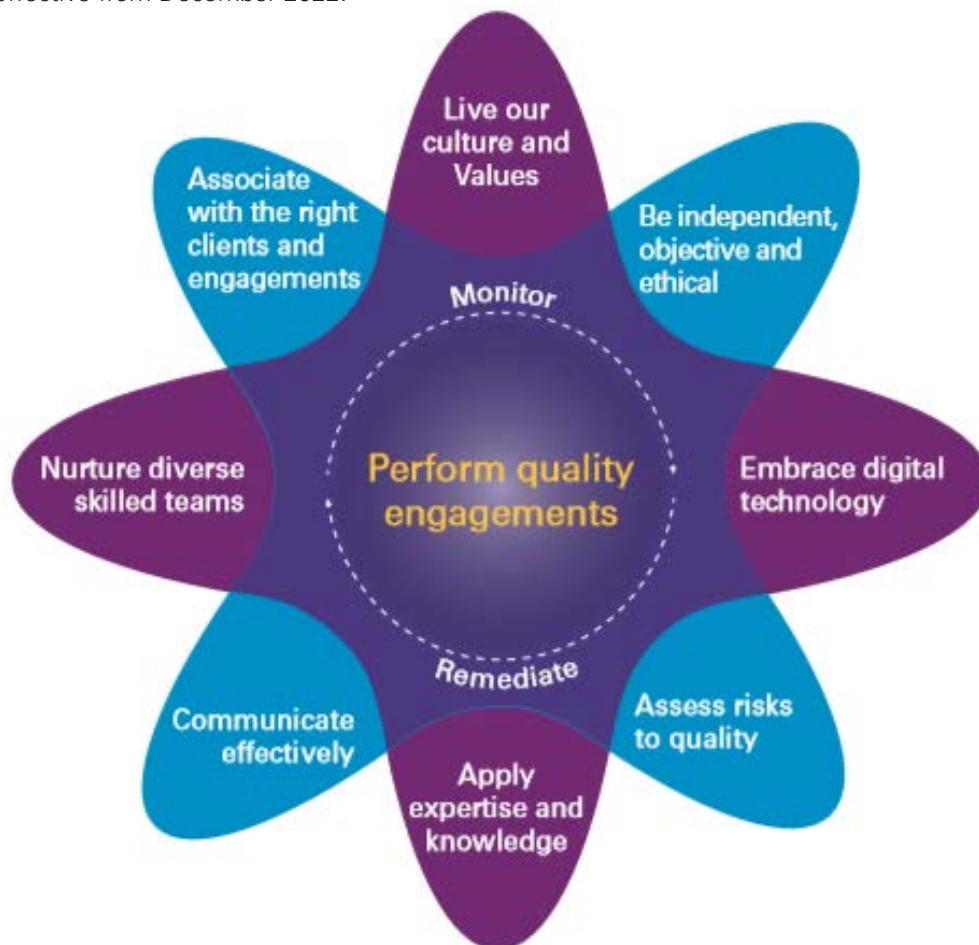 effective from December 2022.
Live our
culture and
Values
Be independent,
objective and
ethical
Embrace digital
technology
Assess risks
to quality
Apply
expertise and
knowledge
Communicate
effectively
Nurture diverse
skilled teams
Associate
with the right
clients and
engagements
Monitor
Perform quality
engagements
Remediate